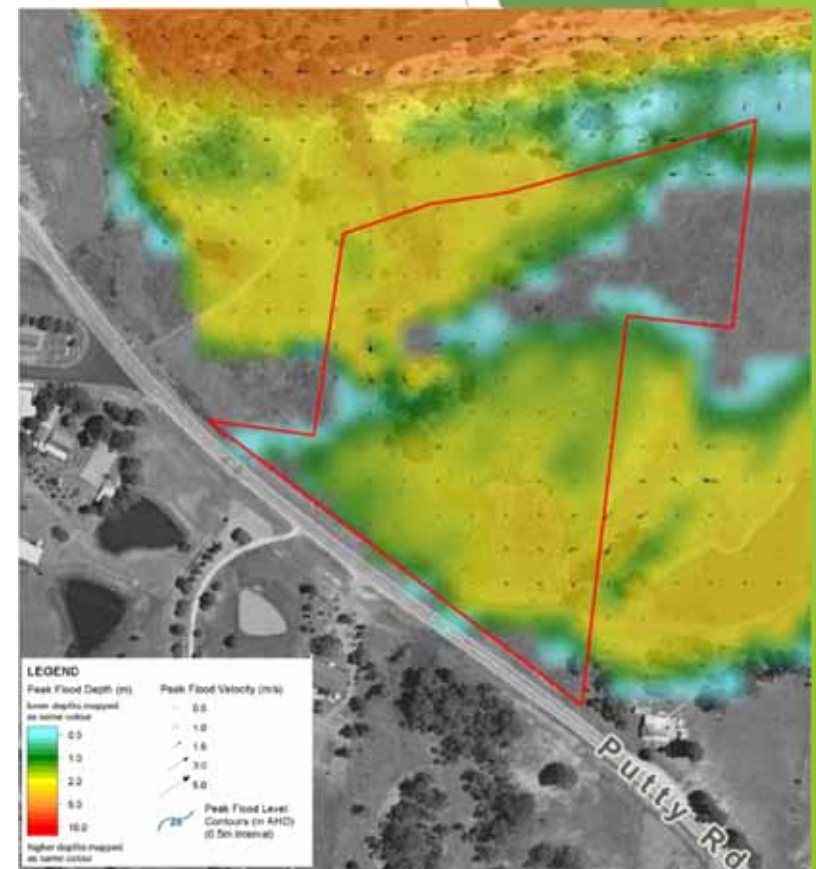 LEGEND
Peak Flood Depth (m)
lower depths mapped
as same colour
0.5
1.0
2.0
5.0
10.0
higher depths mapped
as same colour
Peak Flood Velocity (m/s)
0.5
1.0
1.5
3.0
5.0
Peak Flood Level
Contours (in AHD)
(0.5m Interval)
Putty Rd